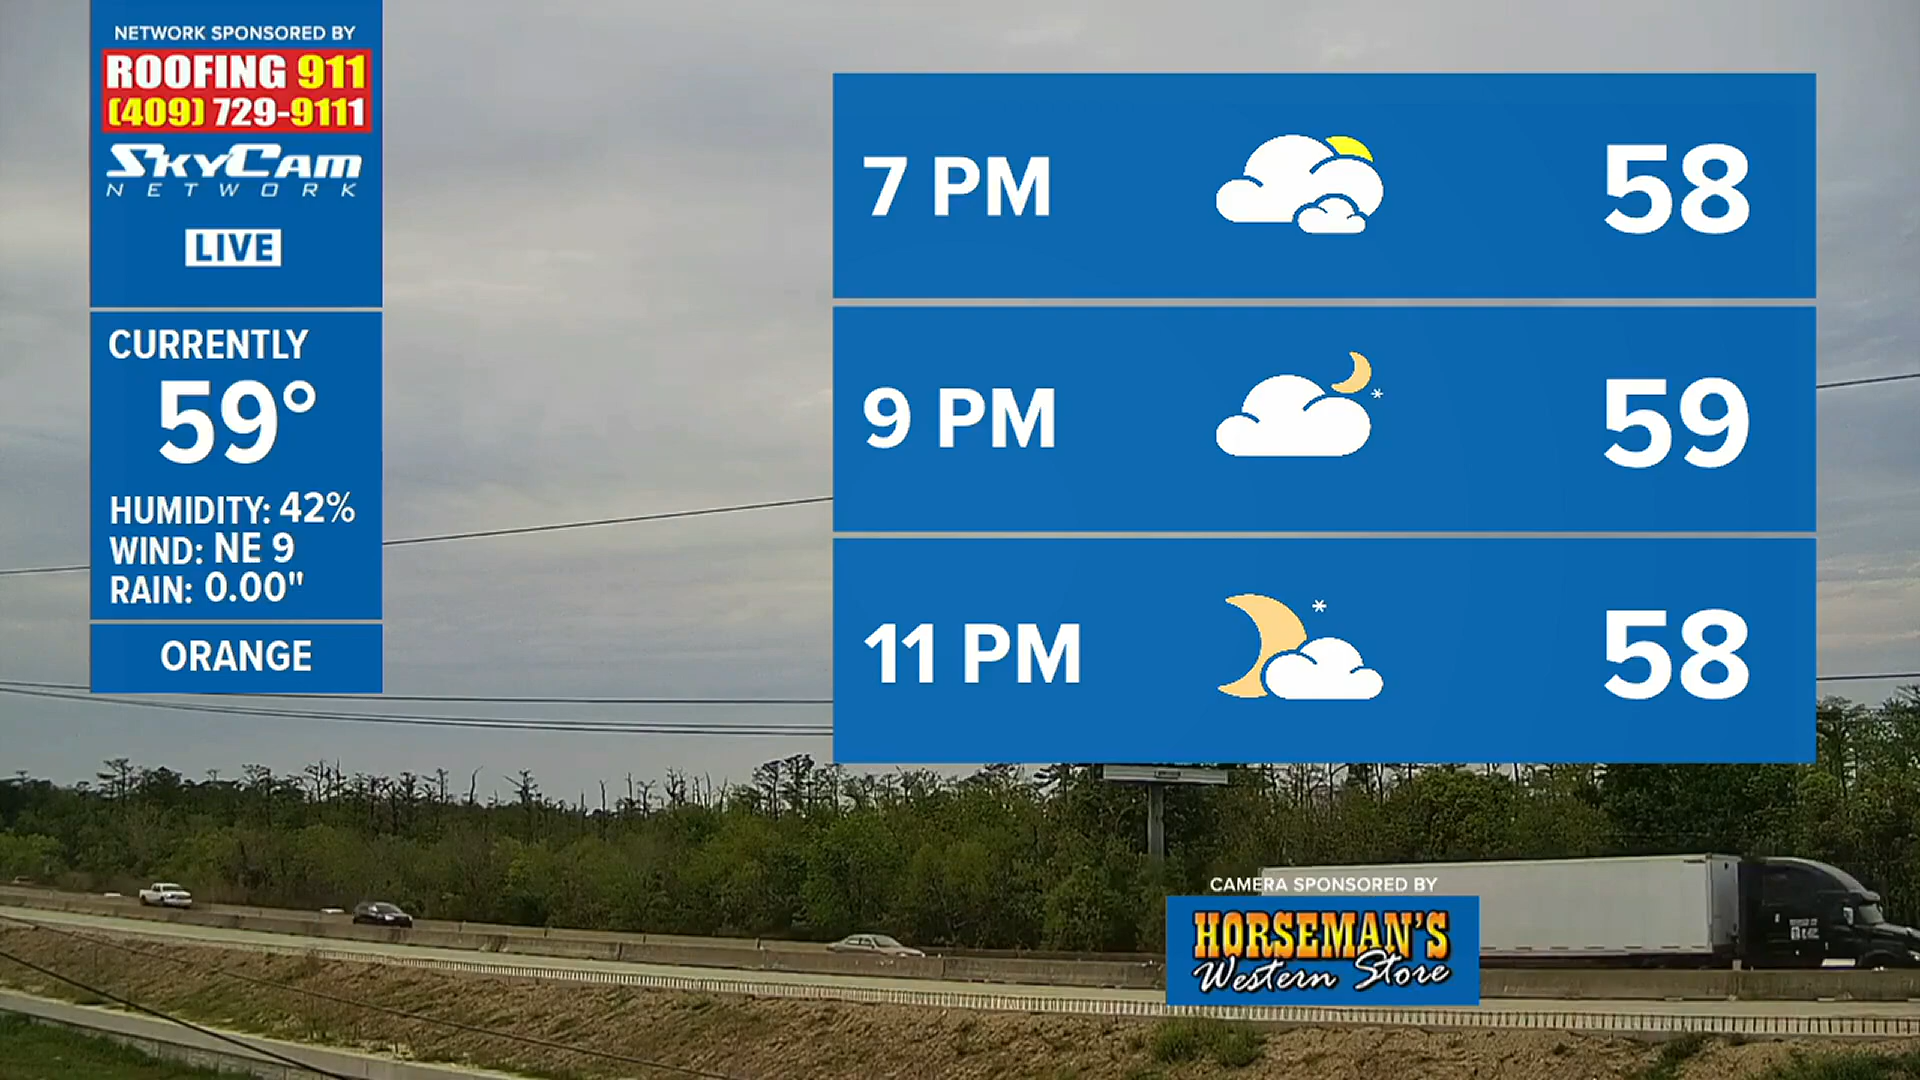 NETWORK SPONSORED BY
ROOFING 911
(409) 729-9111
SKYCAM
NETWORK
LIVE
CURRENTLY
59°
HUMIDITY: 42%
WIND: NE 9
RAIN: 0.00"
ORANGE
7 PM 58
9 PM 59
11 PM 58
CAMERA SPONSORED BY
HORSEMAN'S
Western Store